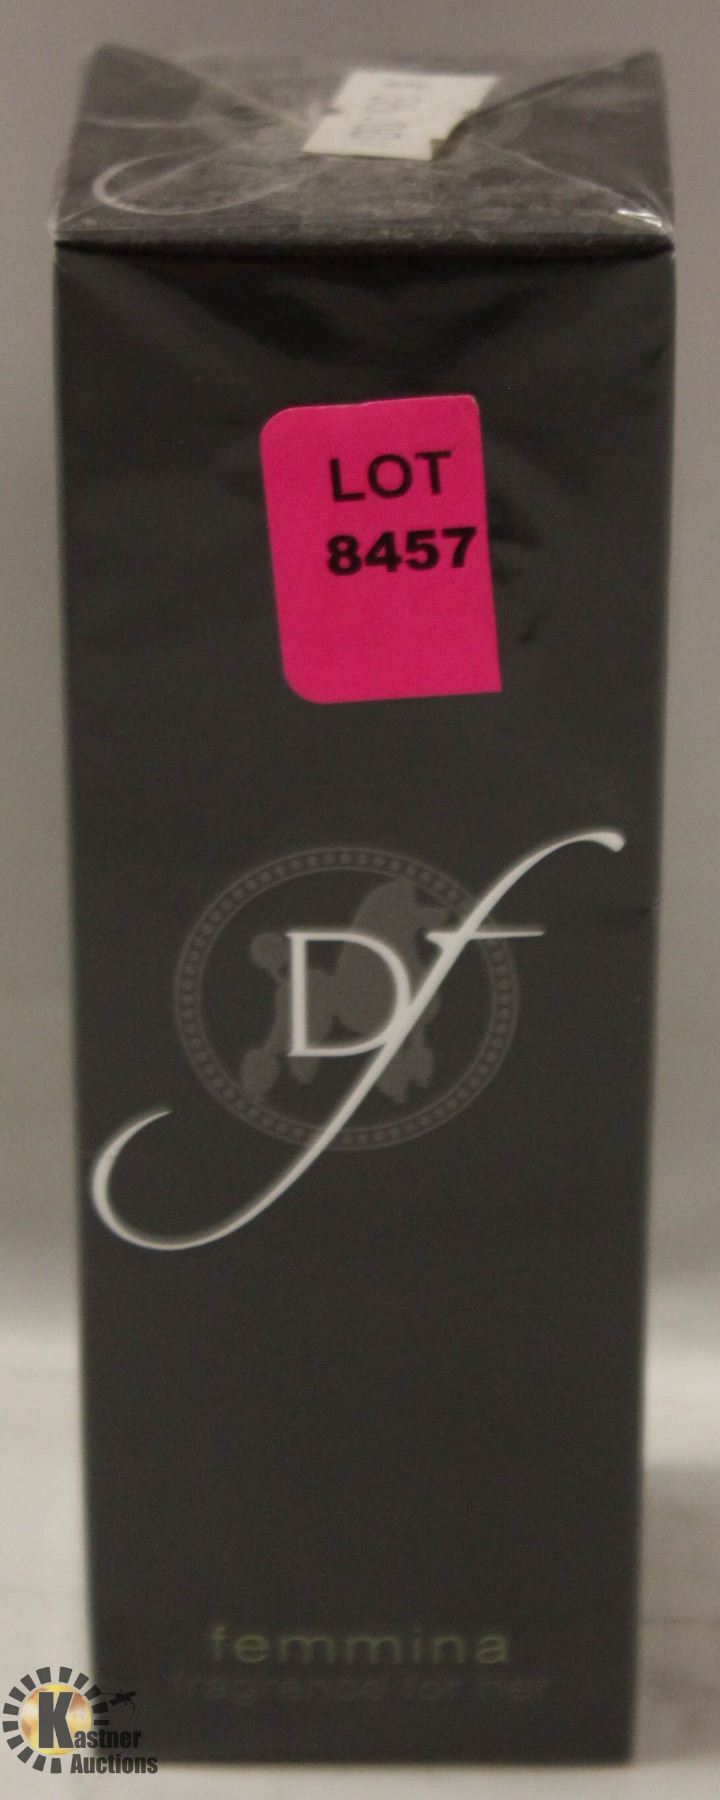 LOT
8457
Df
femmina
fragrance for her
Kastner
Auctions